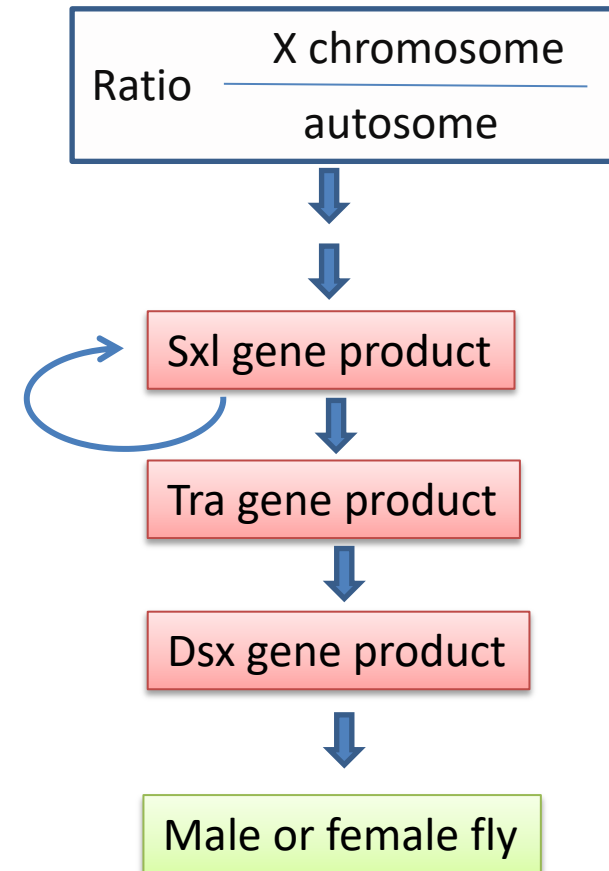 X chromosome
Ratio
autosome
Sxl gene product
Tra gene product
Dsx gene product
Male or female fly